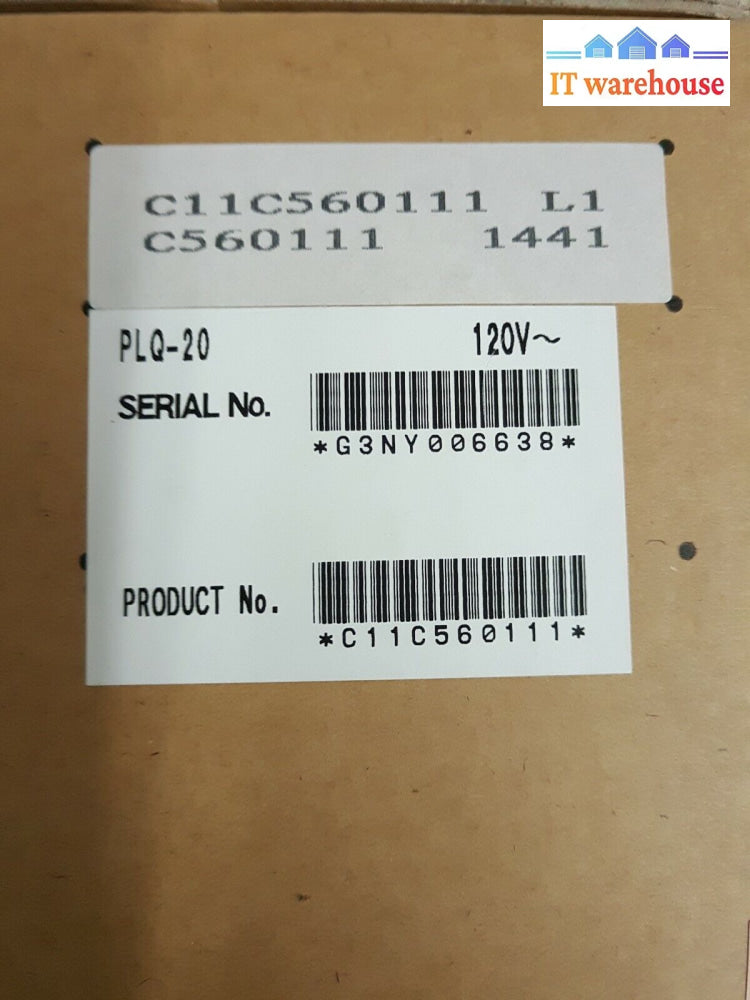 IT warehouse
C11C560111 L1
C560111 1441
PLQ-20 120V~
SERIAL No.
*G3NY006638*
PRODUCT No.
*C11C560111*